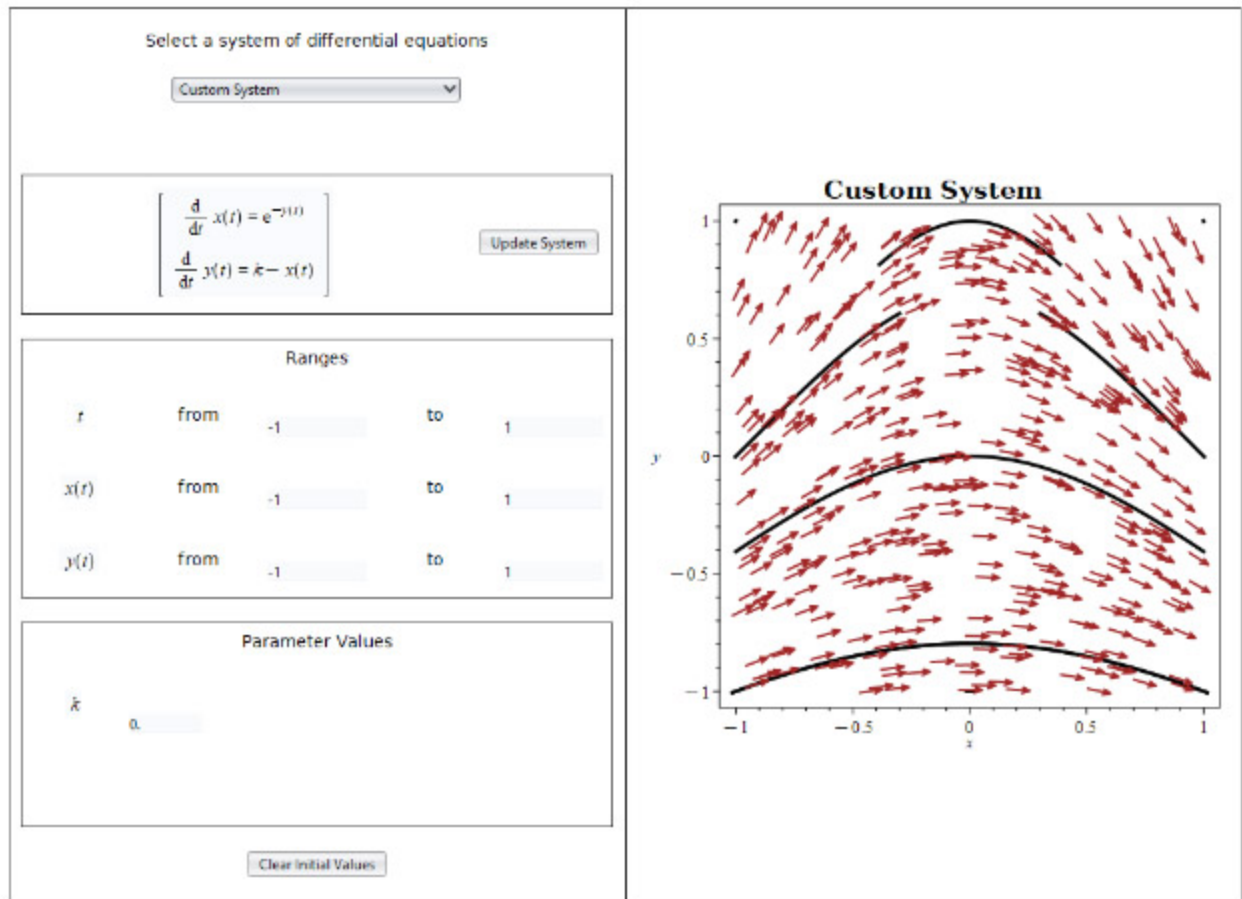 Select a system of differential equations
Custom System
d/dt x(t) = e^−y(t)
d/dt y(t) = k − x(t)
Update System
Ranges
t from -1 to 1
x(t) from -1 to 1
y(t) from -1 to 1
Parameter Values
k
0.
Clear Initial Values
Custom System
1
0.5
y 0
−0.5
−1
−1 −0.5 0 0.5 1
x